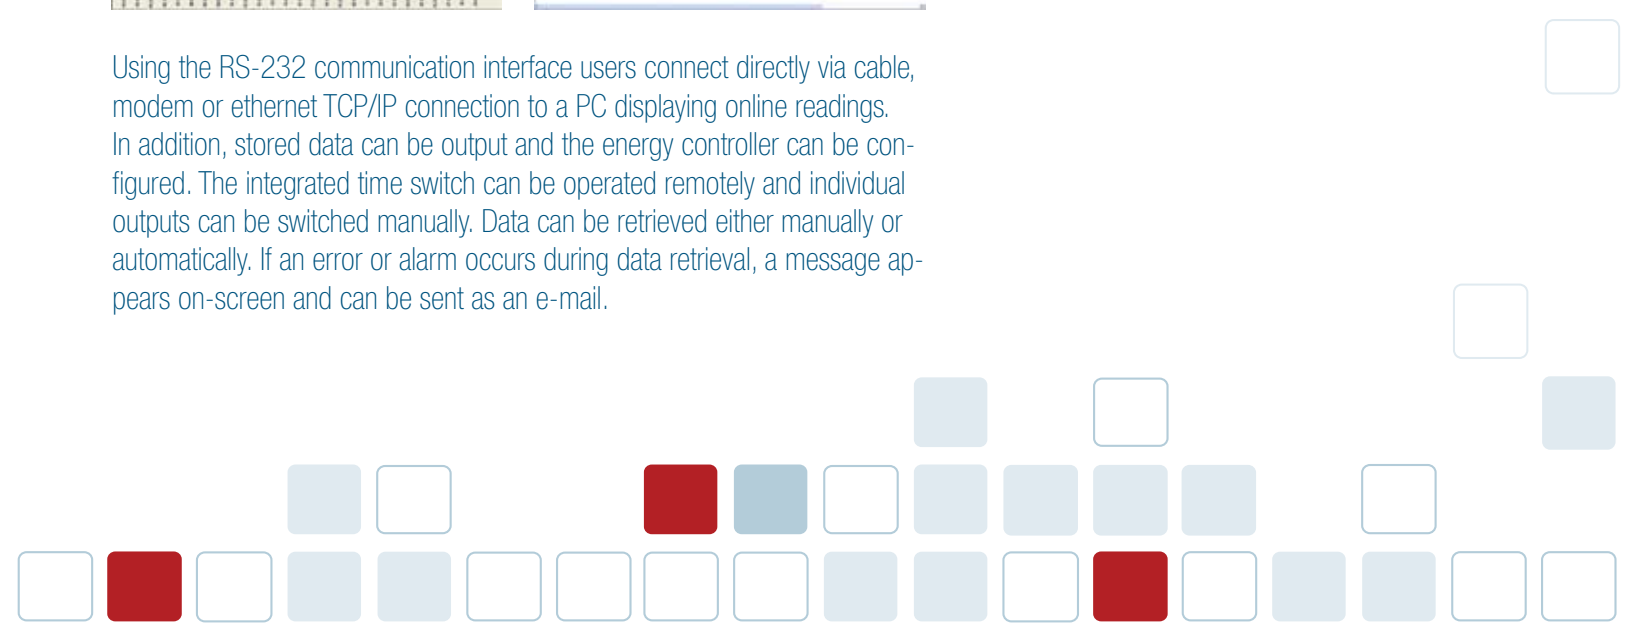 Using the RS-232 communication interface users connect directly via cable,
modem or ethernet TCP/IP connection to a PC displaying online readings.
In addition, stored data can be output and the energy controller can be con-
figured. The integrated time switch can be operated remotely and individual
outputs can be switched manually. Data can be retrieved either manually or
automatically. If an error or alarm occurs during data retrieval, a message ap-
pears on-screen and can be sent as an e-mail.